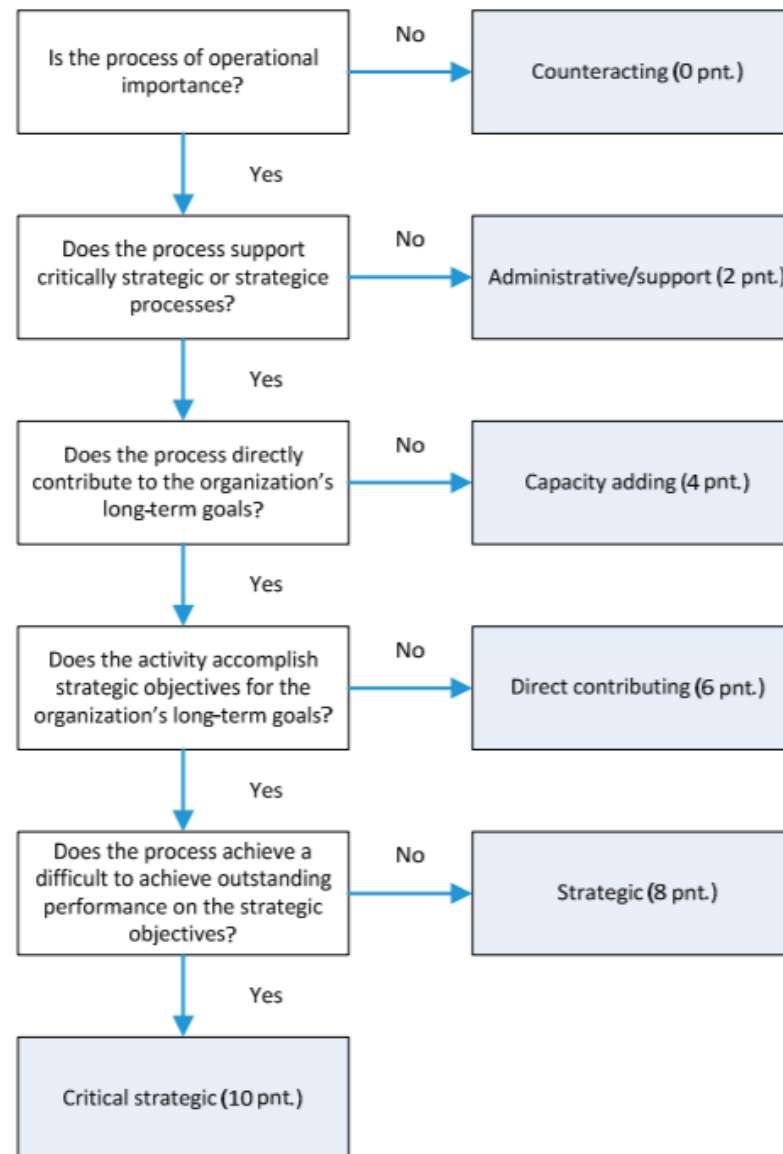 Is the process of operational
importance?
No
Counteracting (0 pnt.)
Yes
Does the process support
critically strategic or strategice
processes?
No
Administrative/support (2 pnt.)
Yes
Does the process directly
contribute to the organization's
long-term goals?
No
Capacity adding (4 pnt.)
Yes
Does the activity accomplish
strategic objectives for the
organization's long-term goals?
No
Direct contributing (6 pnt.)
Yes
Does the process achieve a
difficult to achieve outstanding
performance on the strategic
objectives?
No
Strategic (8 pnt.)
Yes
Critical strategic (10 pnt.)